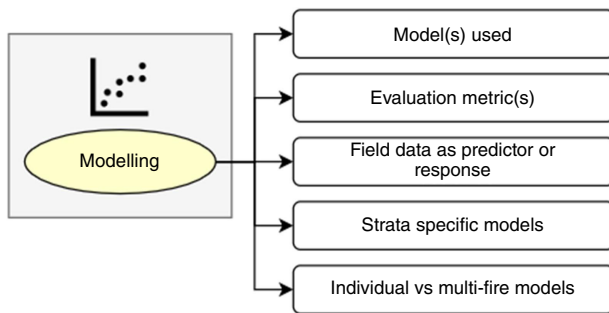 Modelling
Model(s) used
Evaluation metric(s)
Field data as predictor or
response
Strata specific models
Individual vs multi-fire models